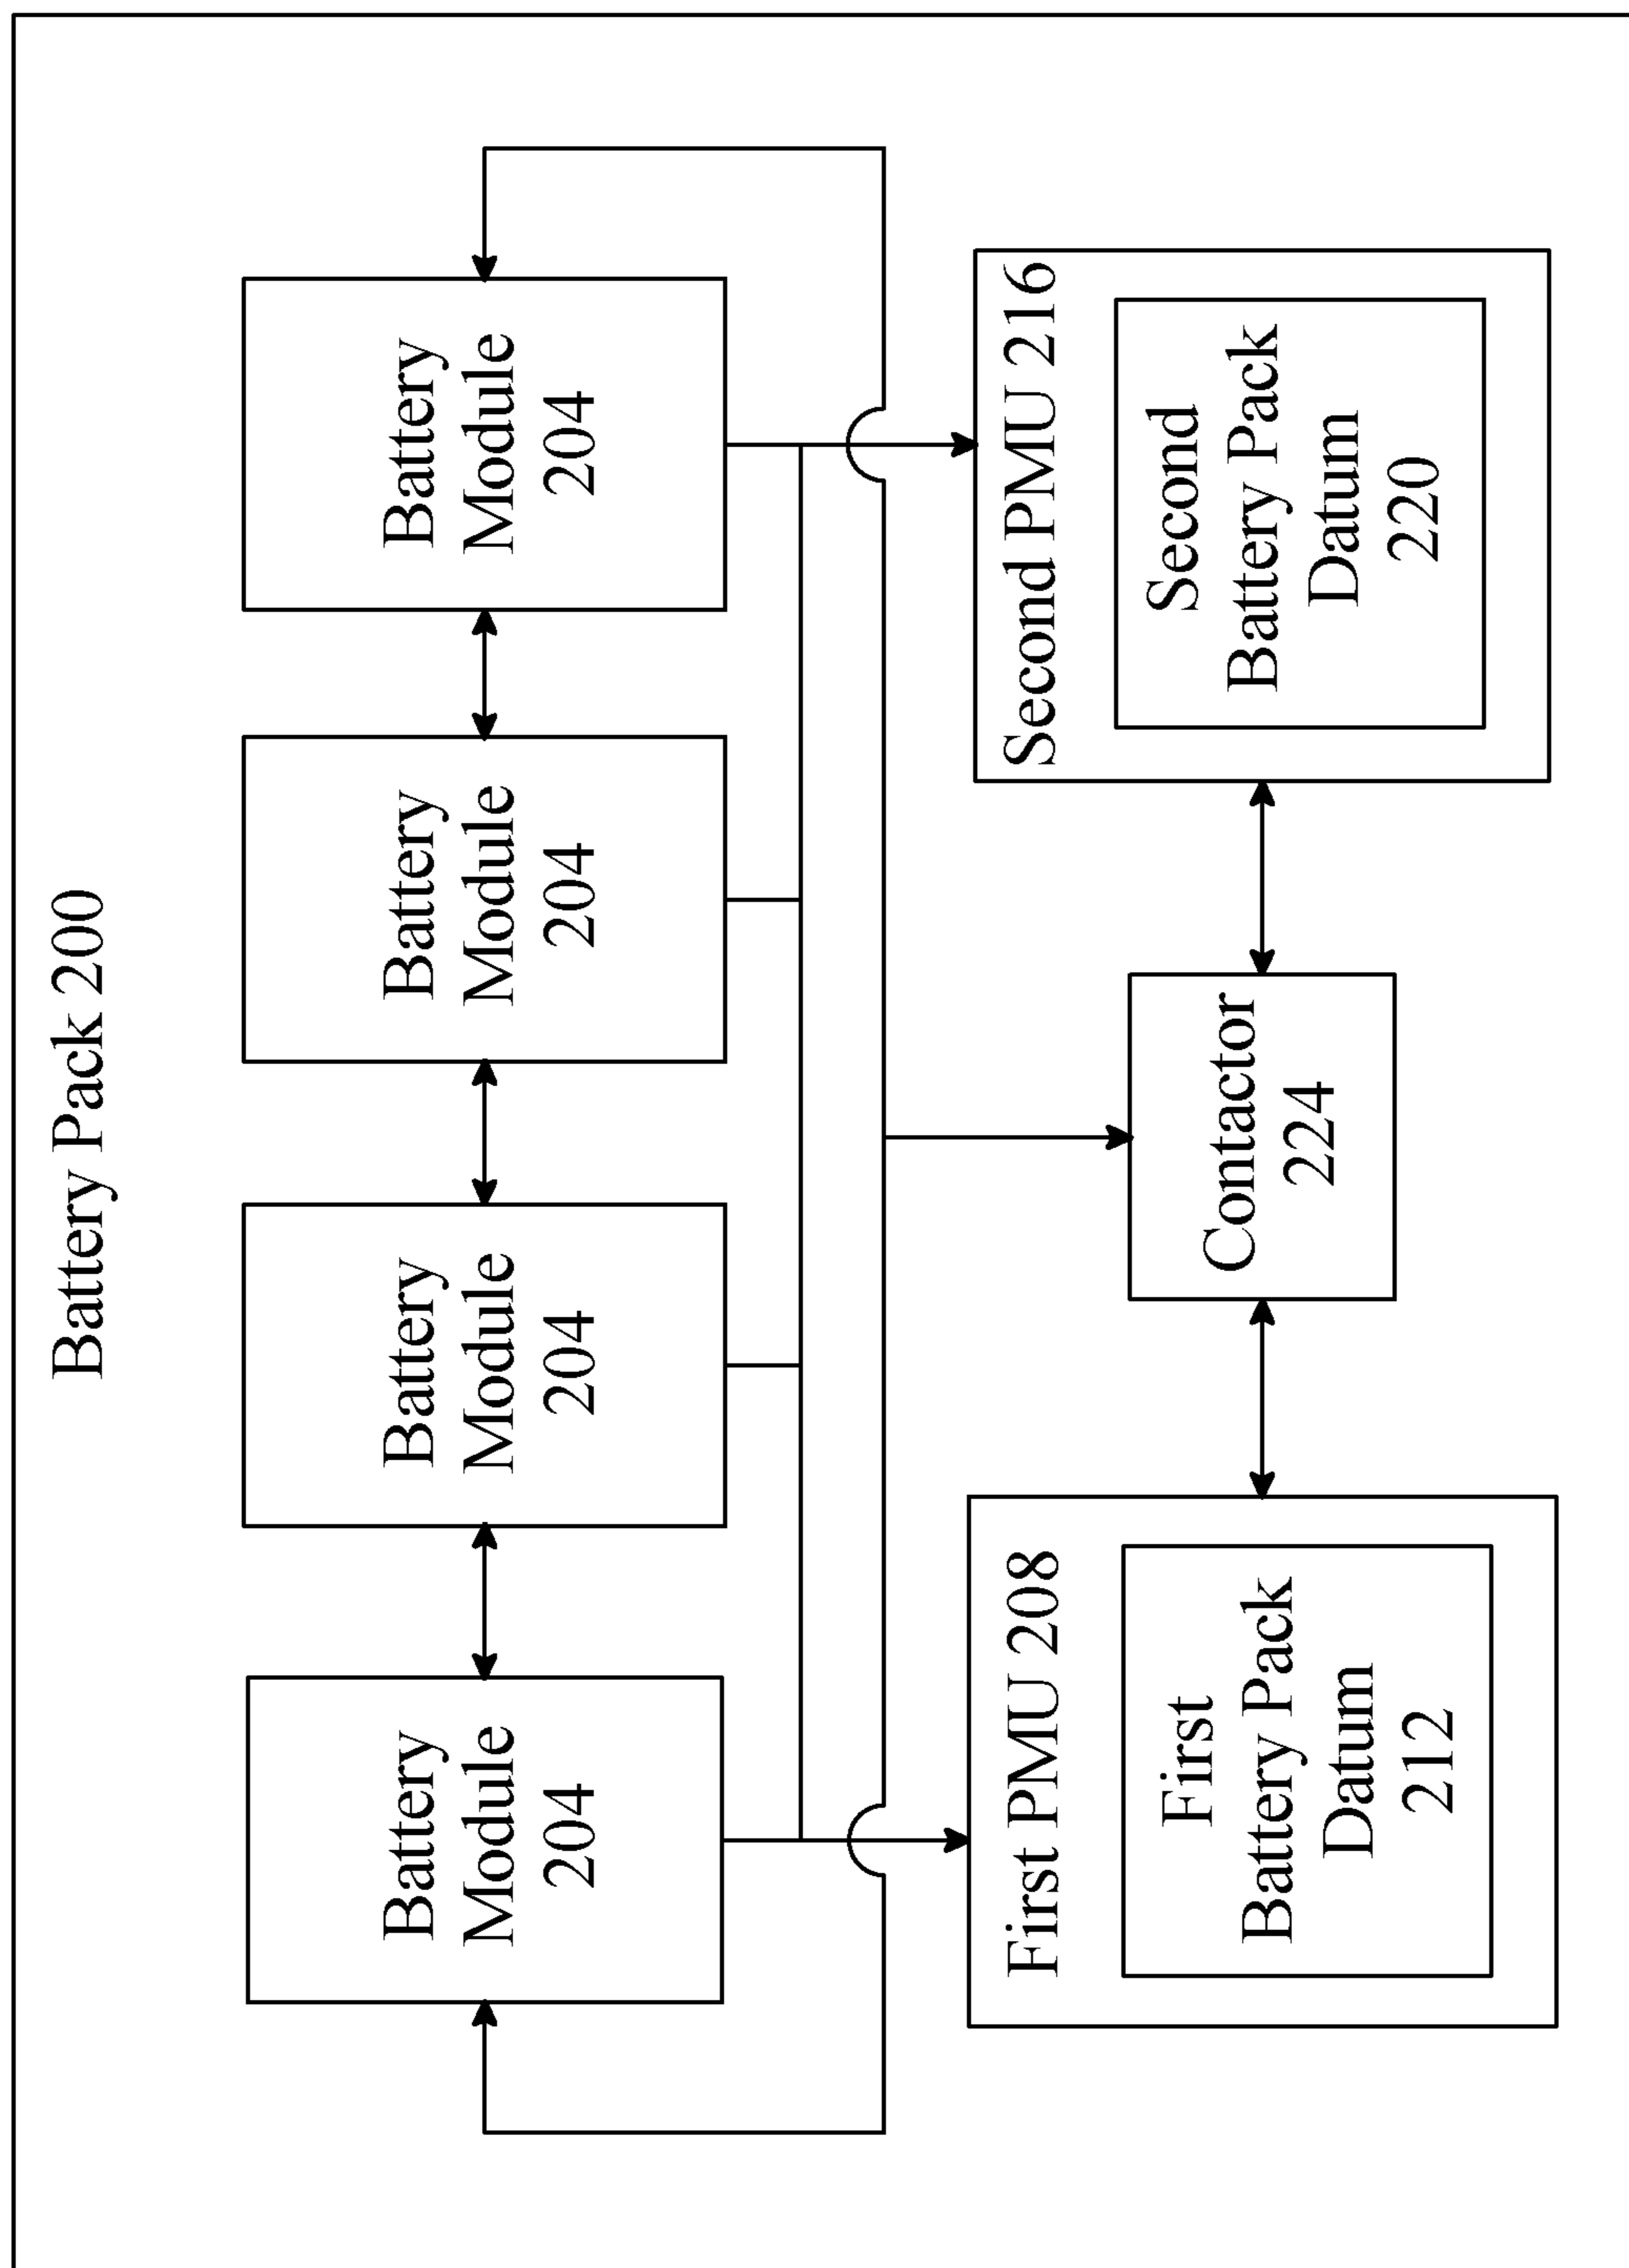 Battery Pack 200
Battery
Module
204
Battery
Module
204
Battery
Module
204
Battery
Module
204
First PMU 208
First
Battery Pack
Datum
212
Contactor
224
Second PMU 216
Second
Battery Pack
Datum
220